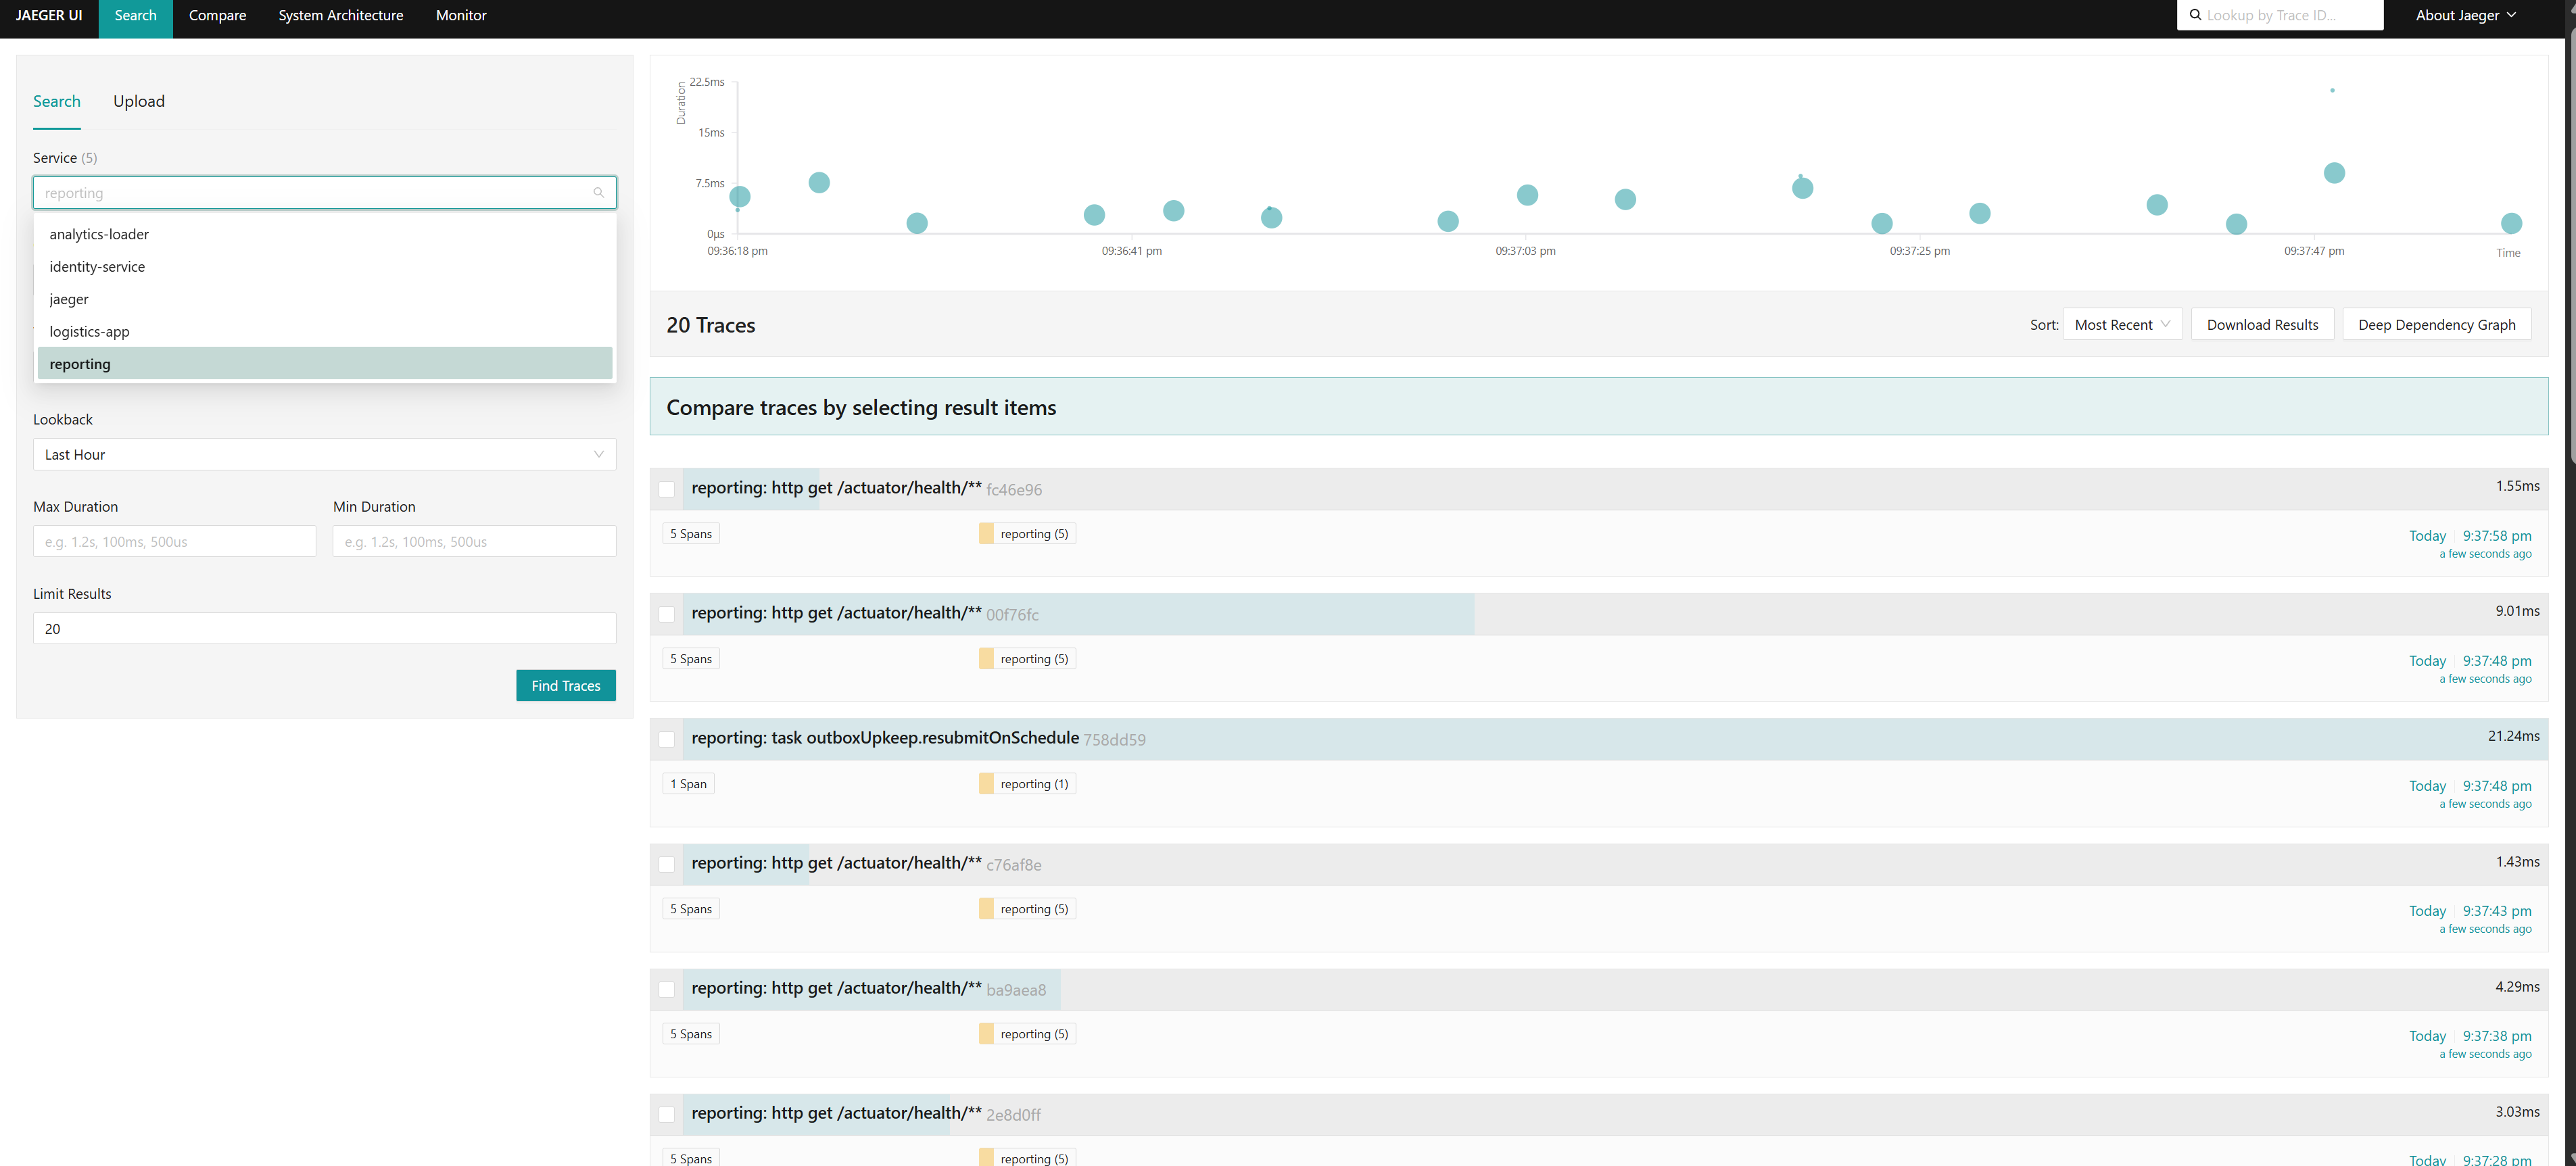 JAEGER UI Search Compare System Architecture Monitor Lookup by Trace ID... About Jaeger
Search Upload
Service (5)
reporting
analytics-loader
identity-service
jaeger
logistics-app
reporting
Lookback
Last Hour
Max Duration Min Duration
e.g. 1.2s, 100ms, 500us e.g. 1.2s, 100ms, 500us
Limit Results
20
Find Traces
Duration
22.5ms
15ms
7.5ms
0μs
09:36:18 pm 09:36:41 pm 09:37:03 pm 09:37:25 pm 09:37:47 pm Time
20 Traces Sort: Most Recent Download Results Deep Dependency Graph
Compare traces by selecting result items
reporting: http get /actuator/health/** fc46e96 1.55ms
5 Spans reporting (5) Today 9:37:58 pm
a few seconds ago
reporting: http get /actuator/health/** 00f76fc 9.01ms
5 Spans reporting (5) Today 9:37:48 pm
a few seconds ago
reporting: task outboxUpkeep.resubmitOnSchedule 758dd59 21.24ms
1 Span reporting (1) Today 9:37:48 pm
a few seconds ago
reporting: http get /actuator/health/** c76af8e 1.43ms
5 Spans reporting (5) Today 9:37:43 pm
a few seconds ago
reporting: http get /actuator/health/** ba9aea8 4.29ms
5 Spans reporting (5) Today 9:37:38 pm
a few seconds ago
reporting: http get /actuator/health/** 2e8d0ff 3.03ms
5 Spans reporting (5) Today 9:37:28 pm